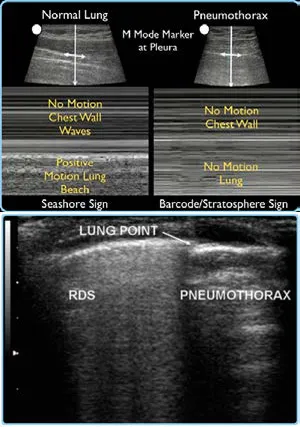 Normal Lung
Pneumothorax
M Mode Marker
at Pleura
No Motion
Chest Wall
Waves
No Motion
Chest Wall
Positive
Motion Lung
Beach
No Motion
Lung
Seashore Sign
Barcode/Stratosphere Sign
LUNG POINT
RDS
PNEUMOTHORAX